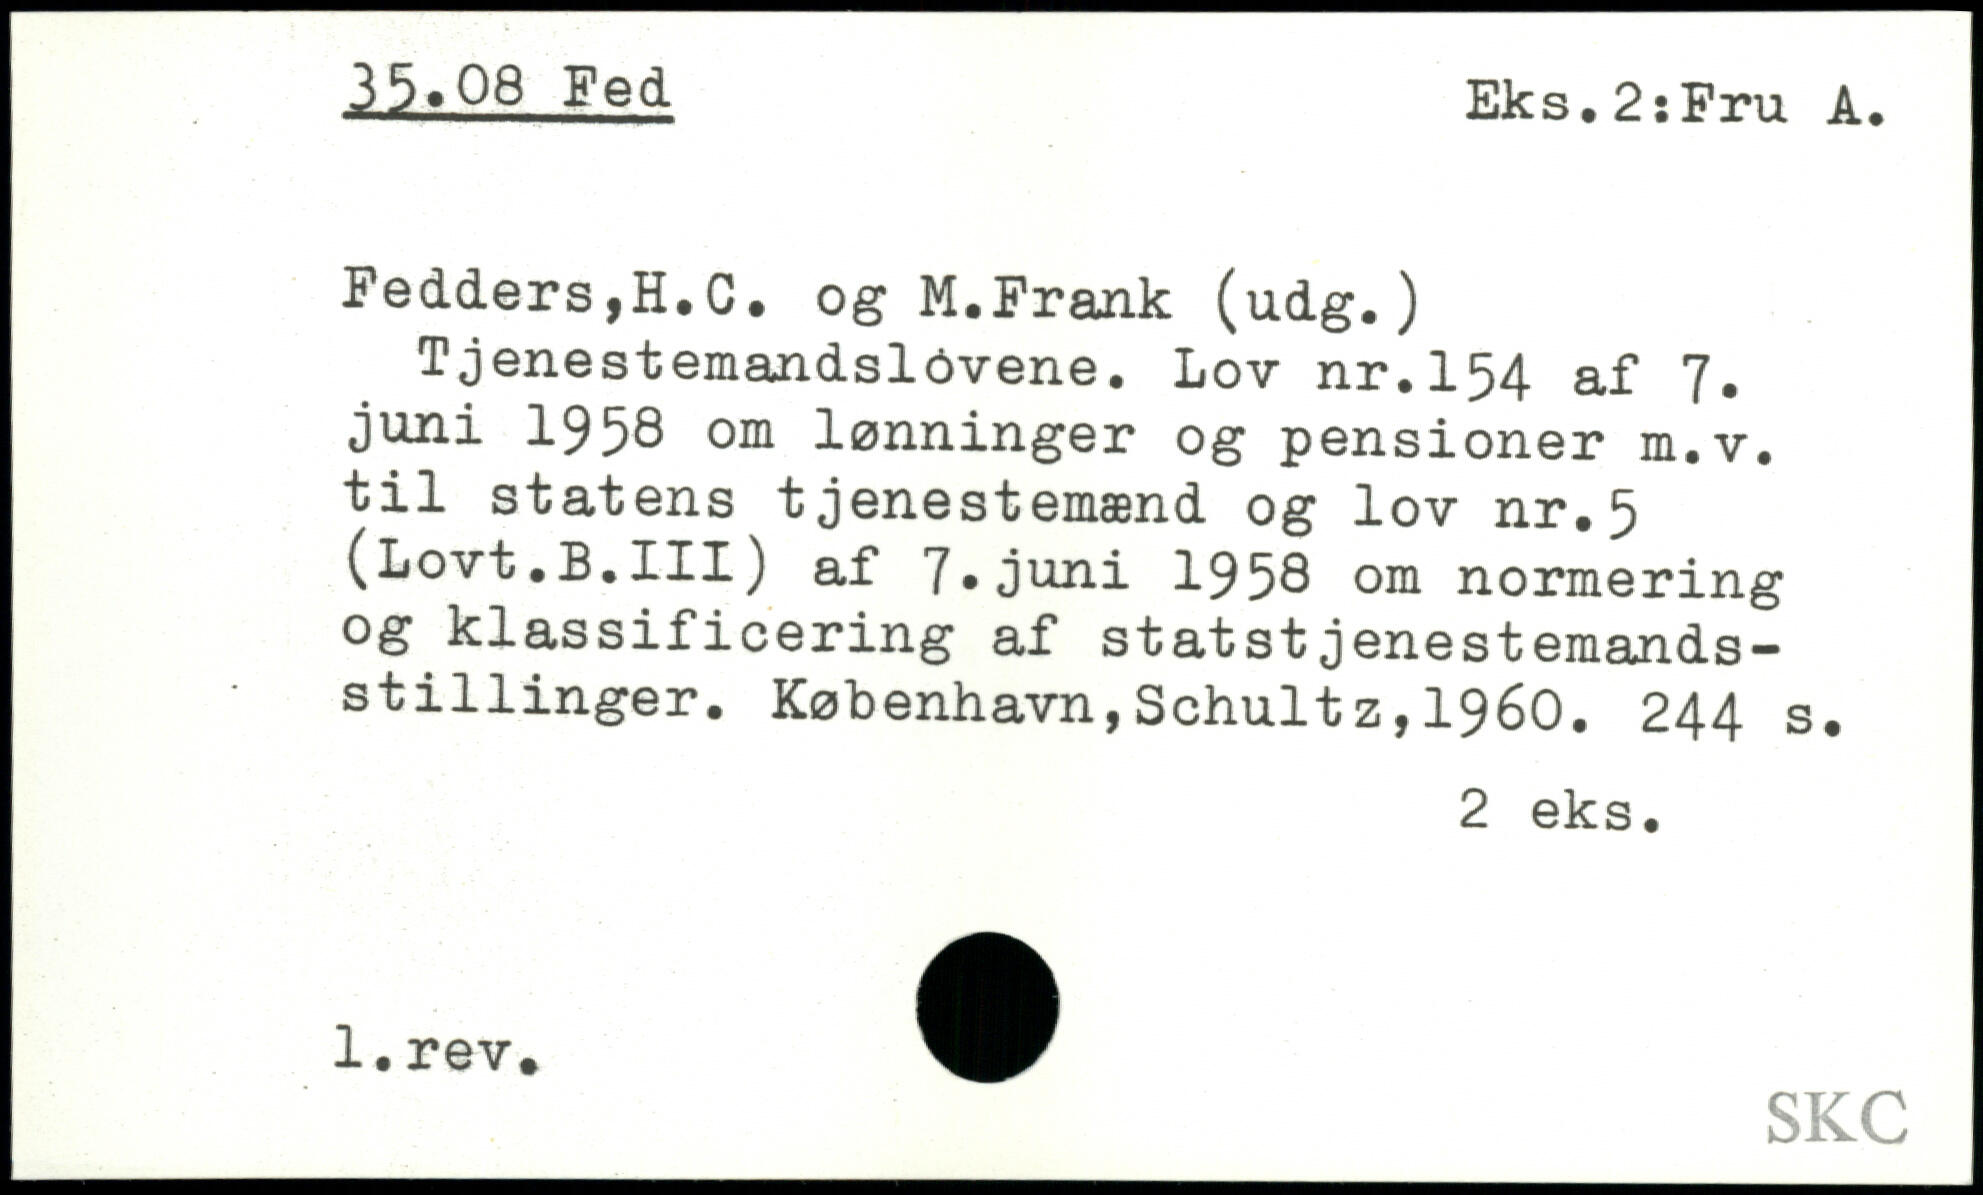 35.08 Fed
Eks.2:Fru A.
Fedders,H.C. og M.Frank (udg.)
Tjenestemandslovene. Lov nr.154 af 7.
juni 1958 om lønninger og pensioner m.v.
til statens tjenestemænd og lov nr.5
(Lovt.B.III) af 7.juni 1958 om normering
og klassificering af statstjenestemands-
stillinger. København,Schultz,1960. 244 s.
2 eks.
1.rev.
SKC